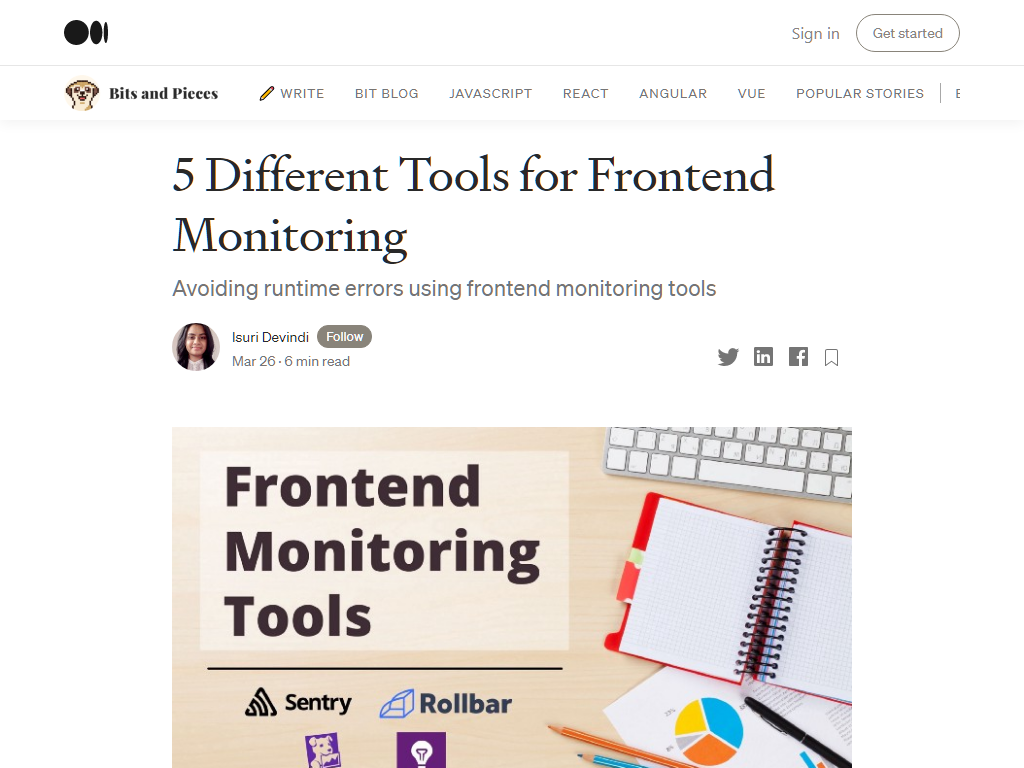 Sign in
Get started
Bits and Pieces
WRITE
BIT BLOG
JAVASCRIPT
REACT
ANGULAR
VUE
POPULAR STORIES
5 Different Tools for Frontend
Monitoring
Avoiding runtime errors using frontend monitoring tools
Isuri Devindi
Follow
Mar 26 · 6 min read
Frontend
Monitoring
Tools
Sentry
Rollbar